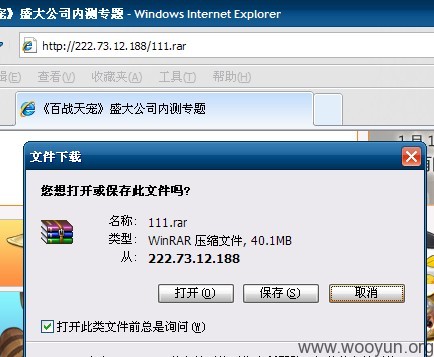 》盛大公司内测专题 - Windows Internet Explorer
http://222.73.12.188/111.rar
查看(V) 收藏夹(A) 工具(T) 帮助(H)
《百战天宠》盛大公司内测专题
1月1
文件下载
您想打开或保存此文件吗?
名称: 111.rar
类型: WinRAR 压缩文件, 40.1MB
从: 222.73.12.188
打开(O) 保存(S) 取消
打开此类文件前总是询问(W)
www.wooyun.org